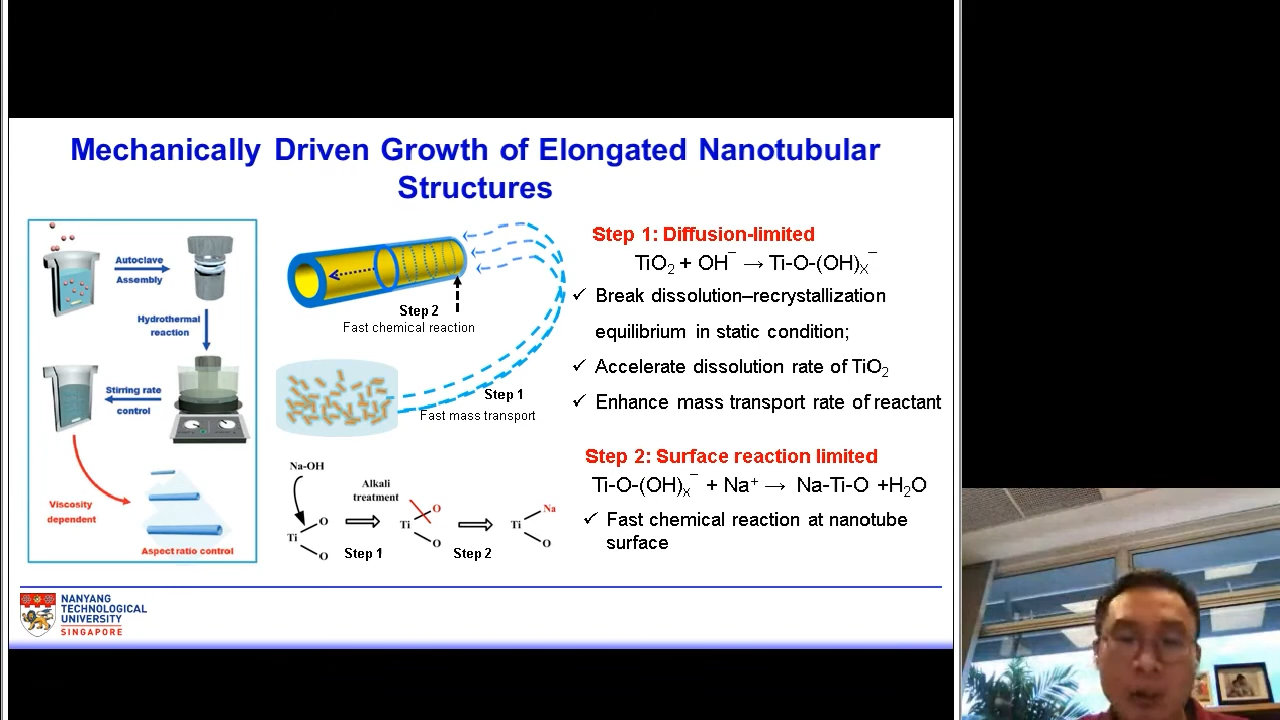 Mechanically Driven Growth of Elongated Nanotubular
Structures
Autoclave
Assembly
Hydrothermal
reaction
Stirring rate
control
Viscosity
dependent
Aspect ratio control
Step 2
Fast chemical reaction
Step 1
Fast mass transport
Na-OH
Alkali
treatment
Ti
O
O
Step 1
Ti
O
O
Step 2
Ti
Na
O
Step 1: Diffusion-limited
TiO₂ + OH⁻ → Ti-O-(OH)ₓ⁻
✓ Break dissolution–recrystallization
equilibrium in static condition;
✓ Accelerate dissolution rate of TiO₂
✓ Enhance mass transport rate of reactant
Step 2: Surface reaction limited
Ti-O-(OH)ₓ⁻ + Na⁺ → Na-Ti-O +H₂O
✓ Fast chemical reaction at nanotube
surface
NANYANG
TECHNOLOGICAL
UNIVERSITY
SINGAPORE